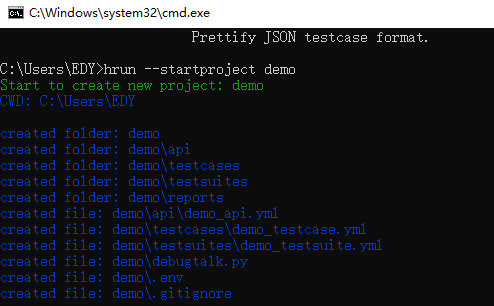 C:\Windows\system32\cmd.exe
Prettify JSON testcase format.
C:\Users\EDY>hrun --startproject demo
Start to create new project: demo
CWD: C:\Users\EDY
created folder: demo
created folder: demo\api
created folder: demo\testcases
created folder: demo\testsuites
created folder: demo\reports
created file: demo\api\demo_api.yml
created file: demo\testcases\demo_testcase.yml
created file: demo\testsuites\demo_testsuite.yml
created file: demo\debugtalk.py
created file: demo\.env
created file: demo\.gitignore